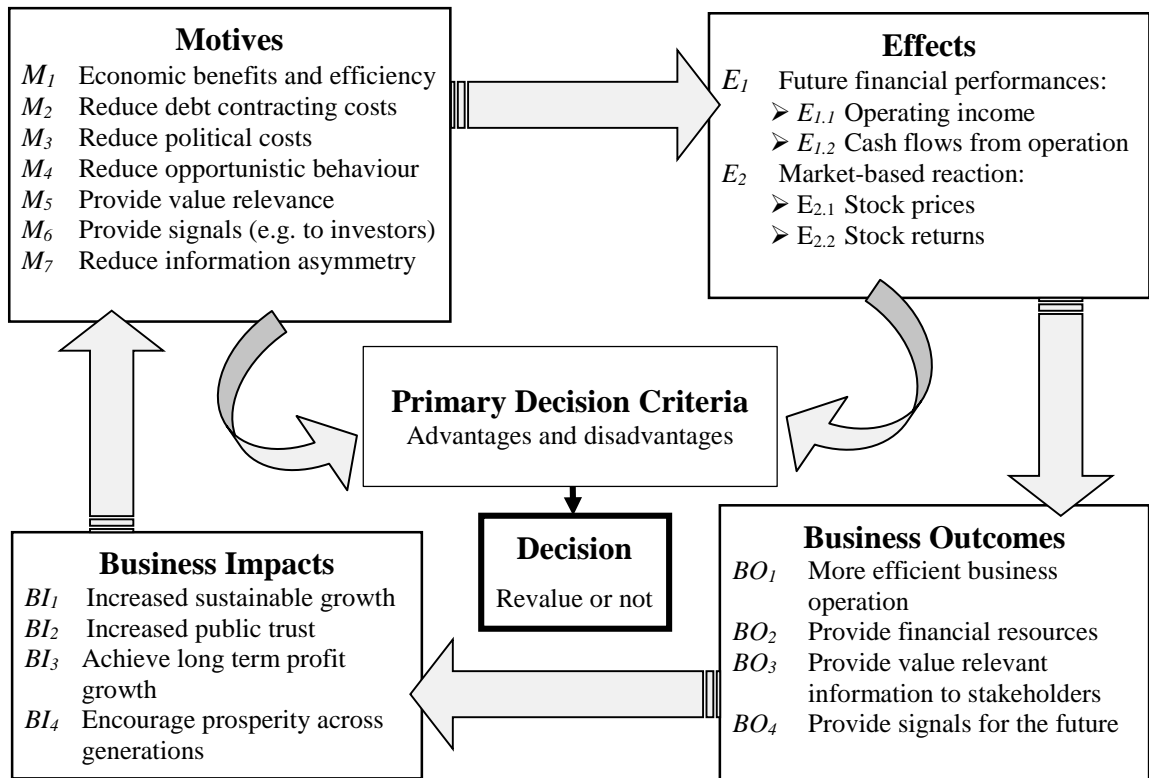 Motives
M1 Economic benefits and efficiency
M2 Reduce debt contracting costs
M3 Reduce political costs
M4 Reduce opportunistic behaviour
M5 Provide value relevance
M6 Provide signals (e.g. to investors)
M7 Reduce information asymmetry
Effects
E1 Future financial performances:
➢ E1.1 Operating income
➢ E1.2 Cash flows from operation
E2 Market-based reaction:
➢ E2.1 Stock prices
➢ E2.2 Stock returns
Primary Decision Criteria
Advantages and disadvantages
Decision
Revalue or not
Business Impacts
BI1 Increased sustainable growth
BI2 Increased public trust
BI3 Achieve long term profit
growth
BI4 Encourage prosperity across
generations
Business Outcomes
BO1 More efficient business
operation
BO2 Provide financial resources
BO3 Provide value relevant
information to stakeholders
BO4 Provide signals for the future